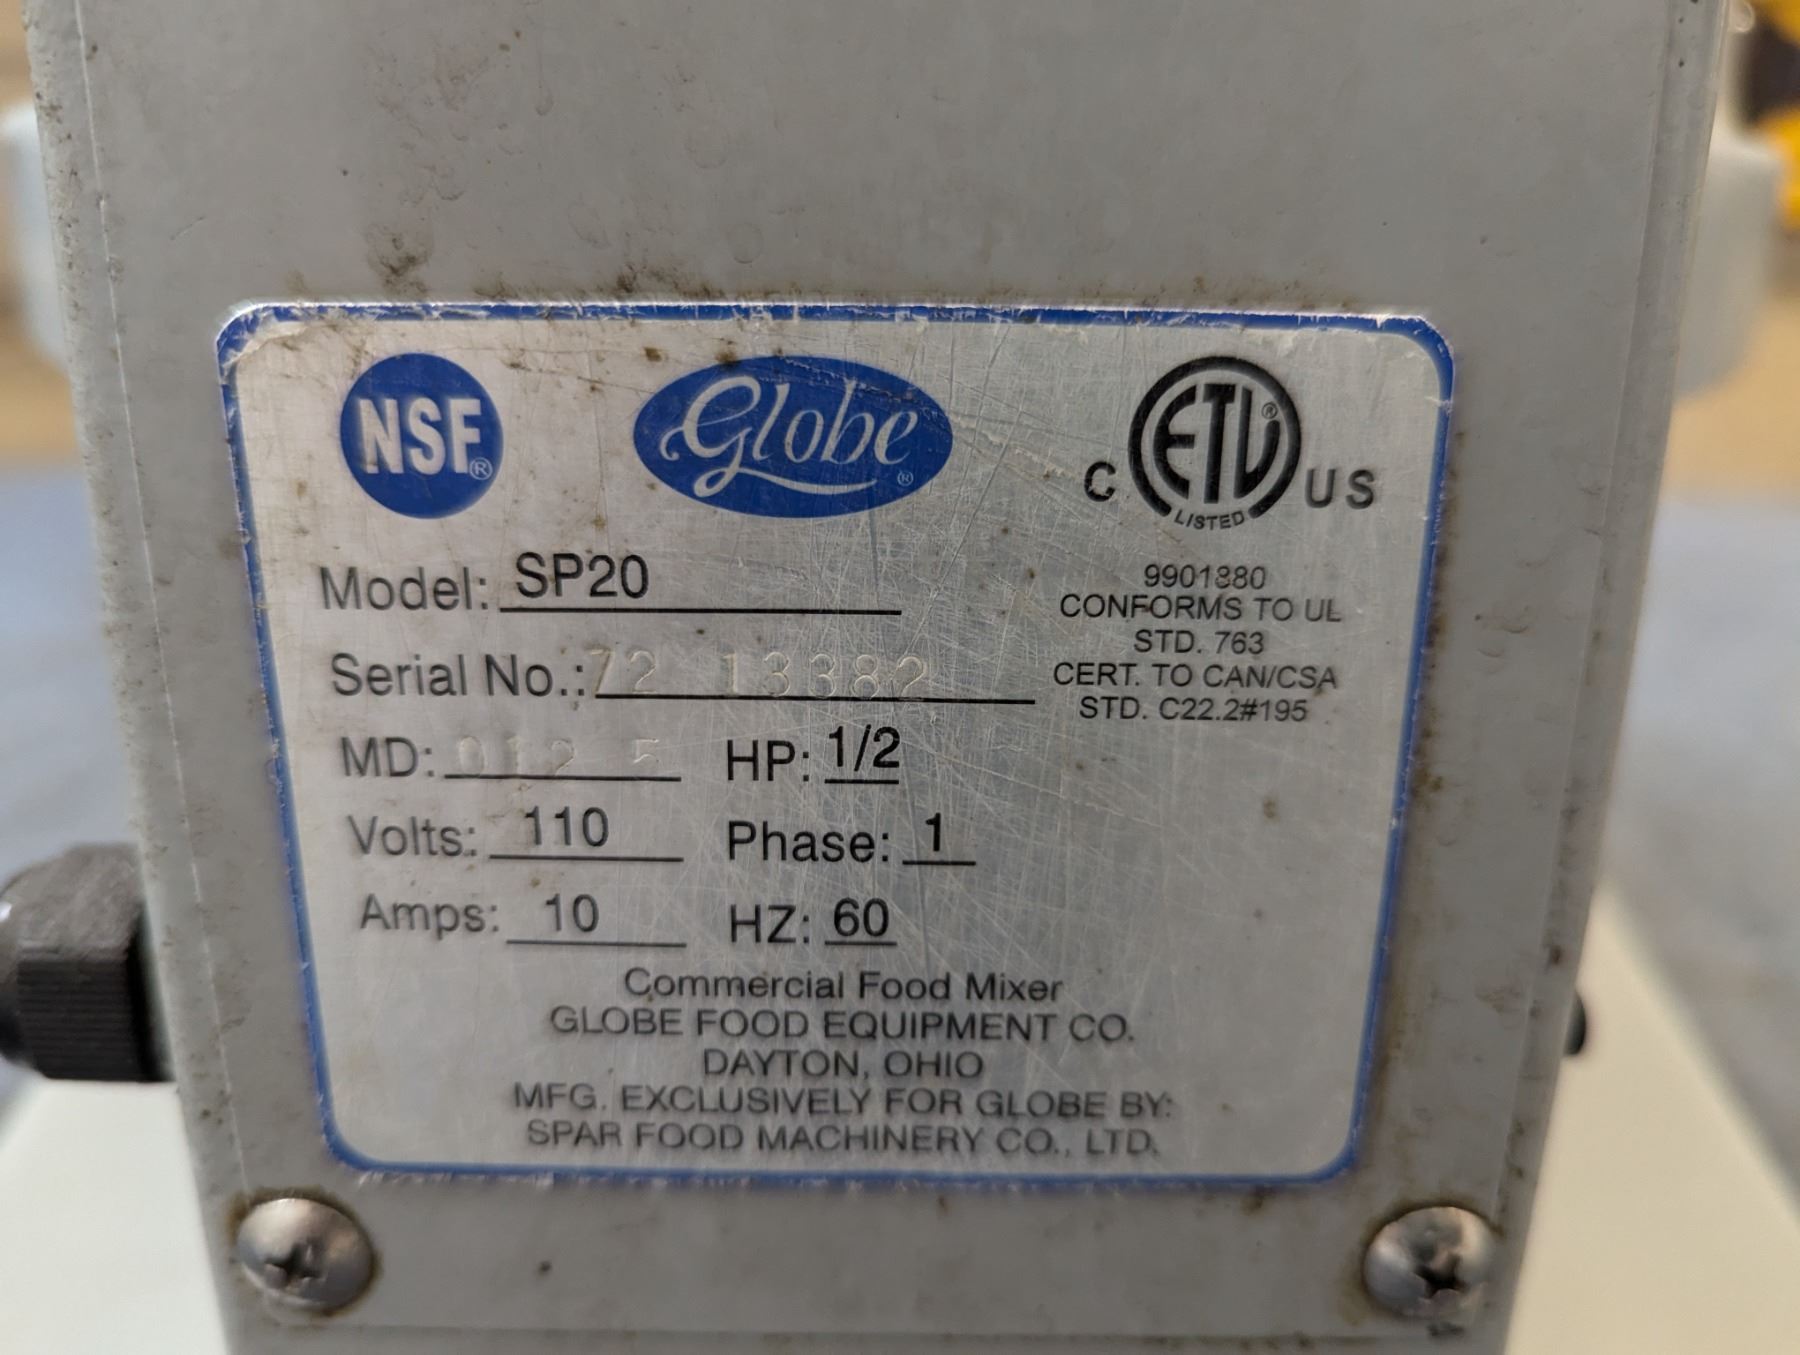 NSF®
Globe®
C ETL® US
LISTED
Model: SP20
9901880
CONFORMS TO UL
STD. 763
CERT. TO CAN/CSA
STD. C22.2#195
Serial No.: 72 13382
MD: HP: 1/2
Volts: 110 Phase: 1
Amps: 10 HZ: 60
Commercial Food Mixer
GLOBE FOOD EQUIPMENT CO.
DAYTON, OHIO
MFG. EXCLUSIVELY FOR GLOBE BY:
SPAR FOOD MACHINERY CO., LTD.